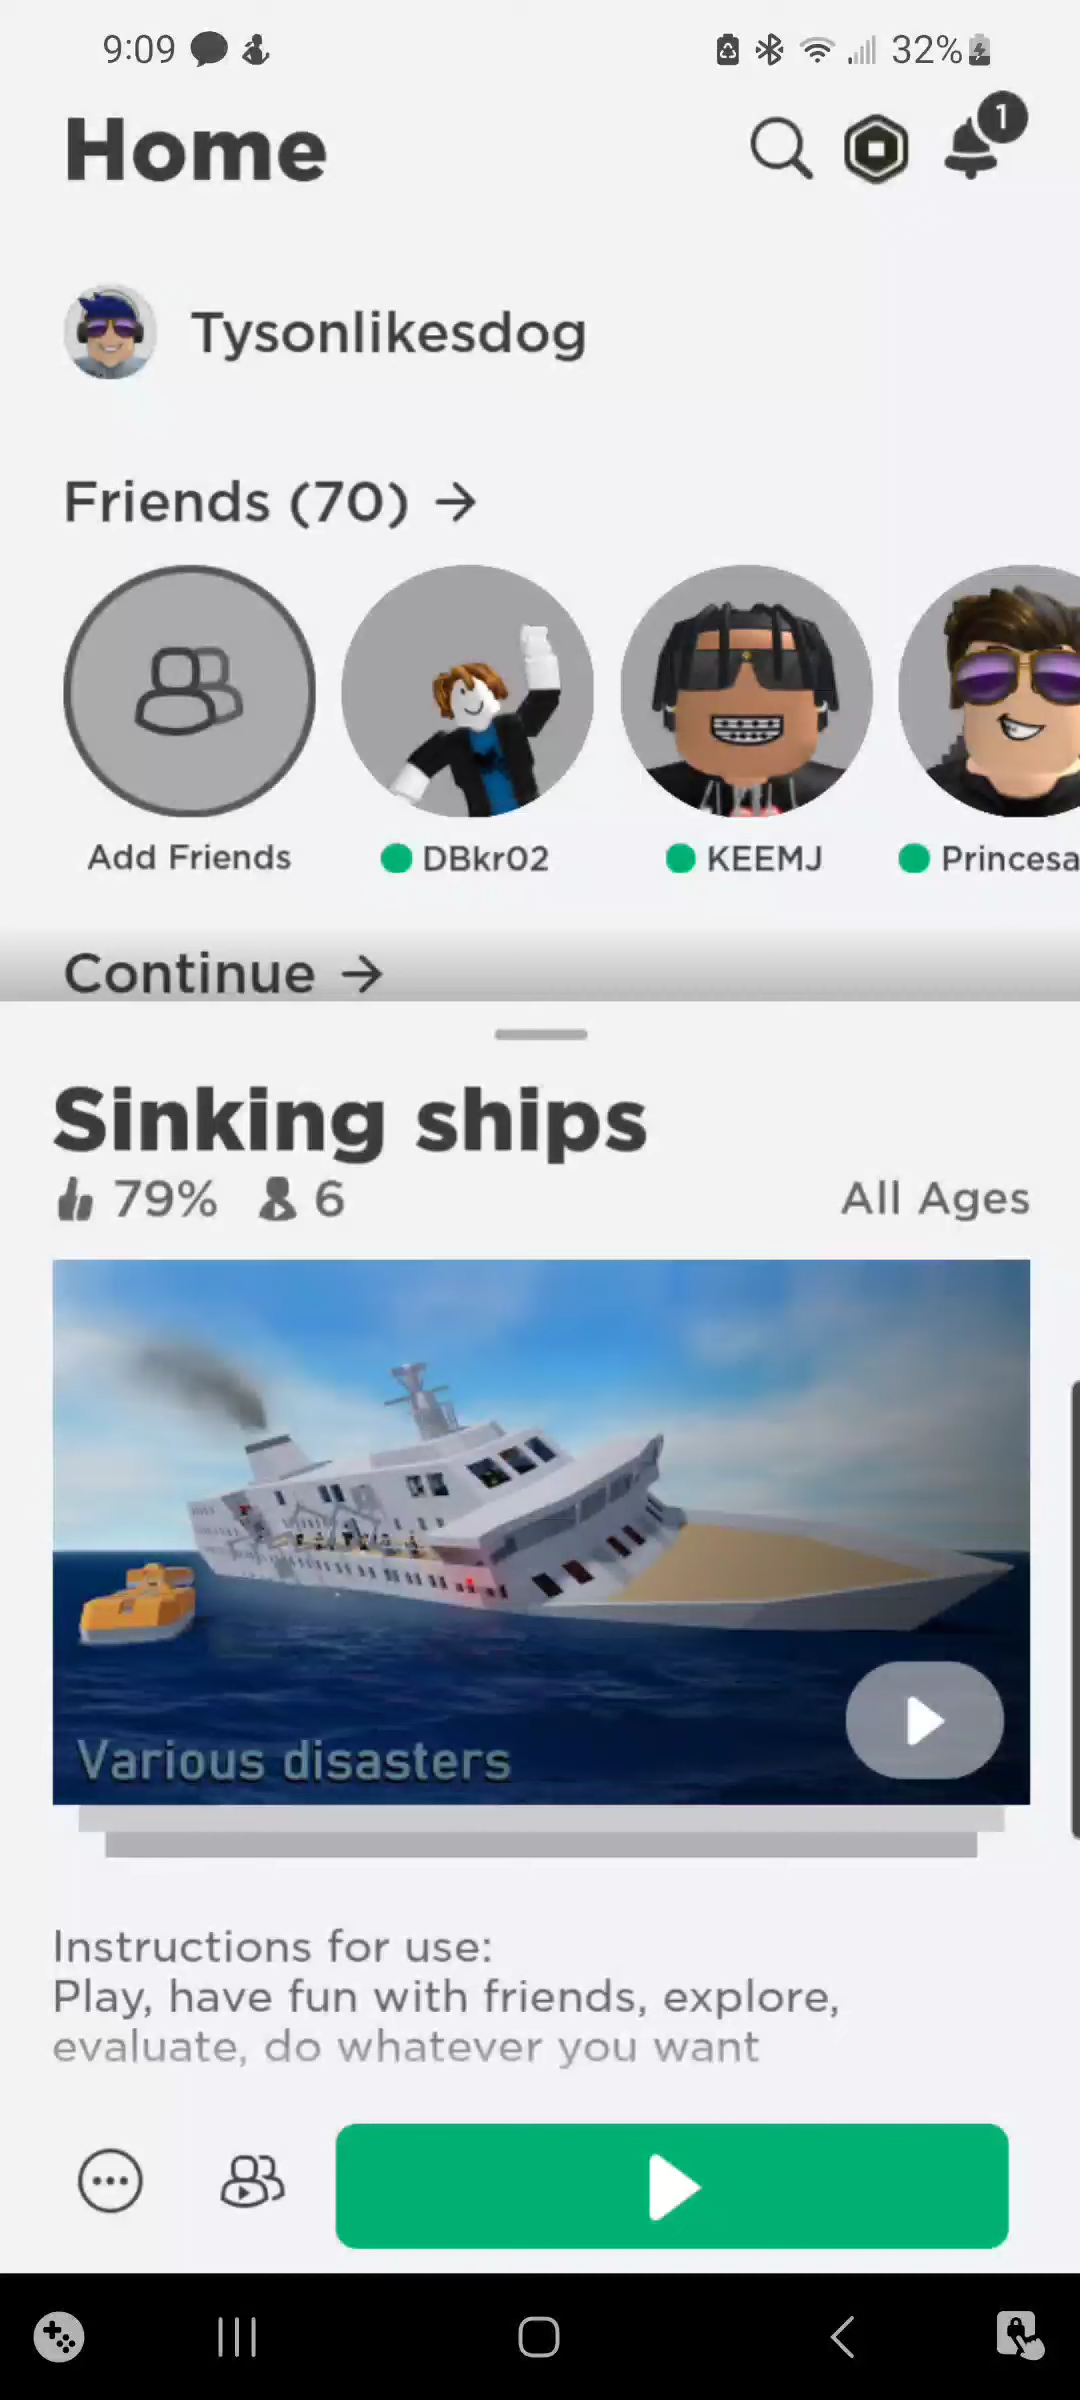 9:09
32%
Home
1
Tysonlikesdog
Friends (70)
Add Friends
DBkr02
KEEMJ
Princesa
Continue
Sinking ships
79%
6
All Ages
Various disasters
Instructions for use:
Play, have fun with friends, explore,
evaluate, do whatever you want